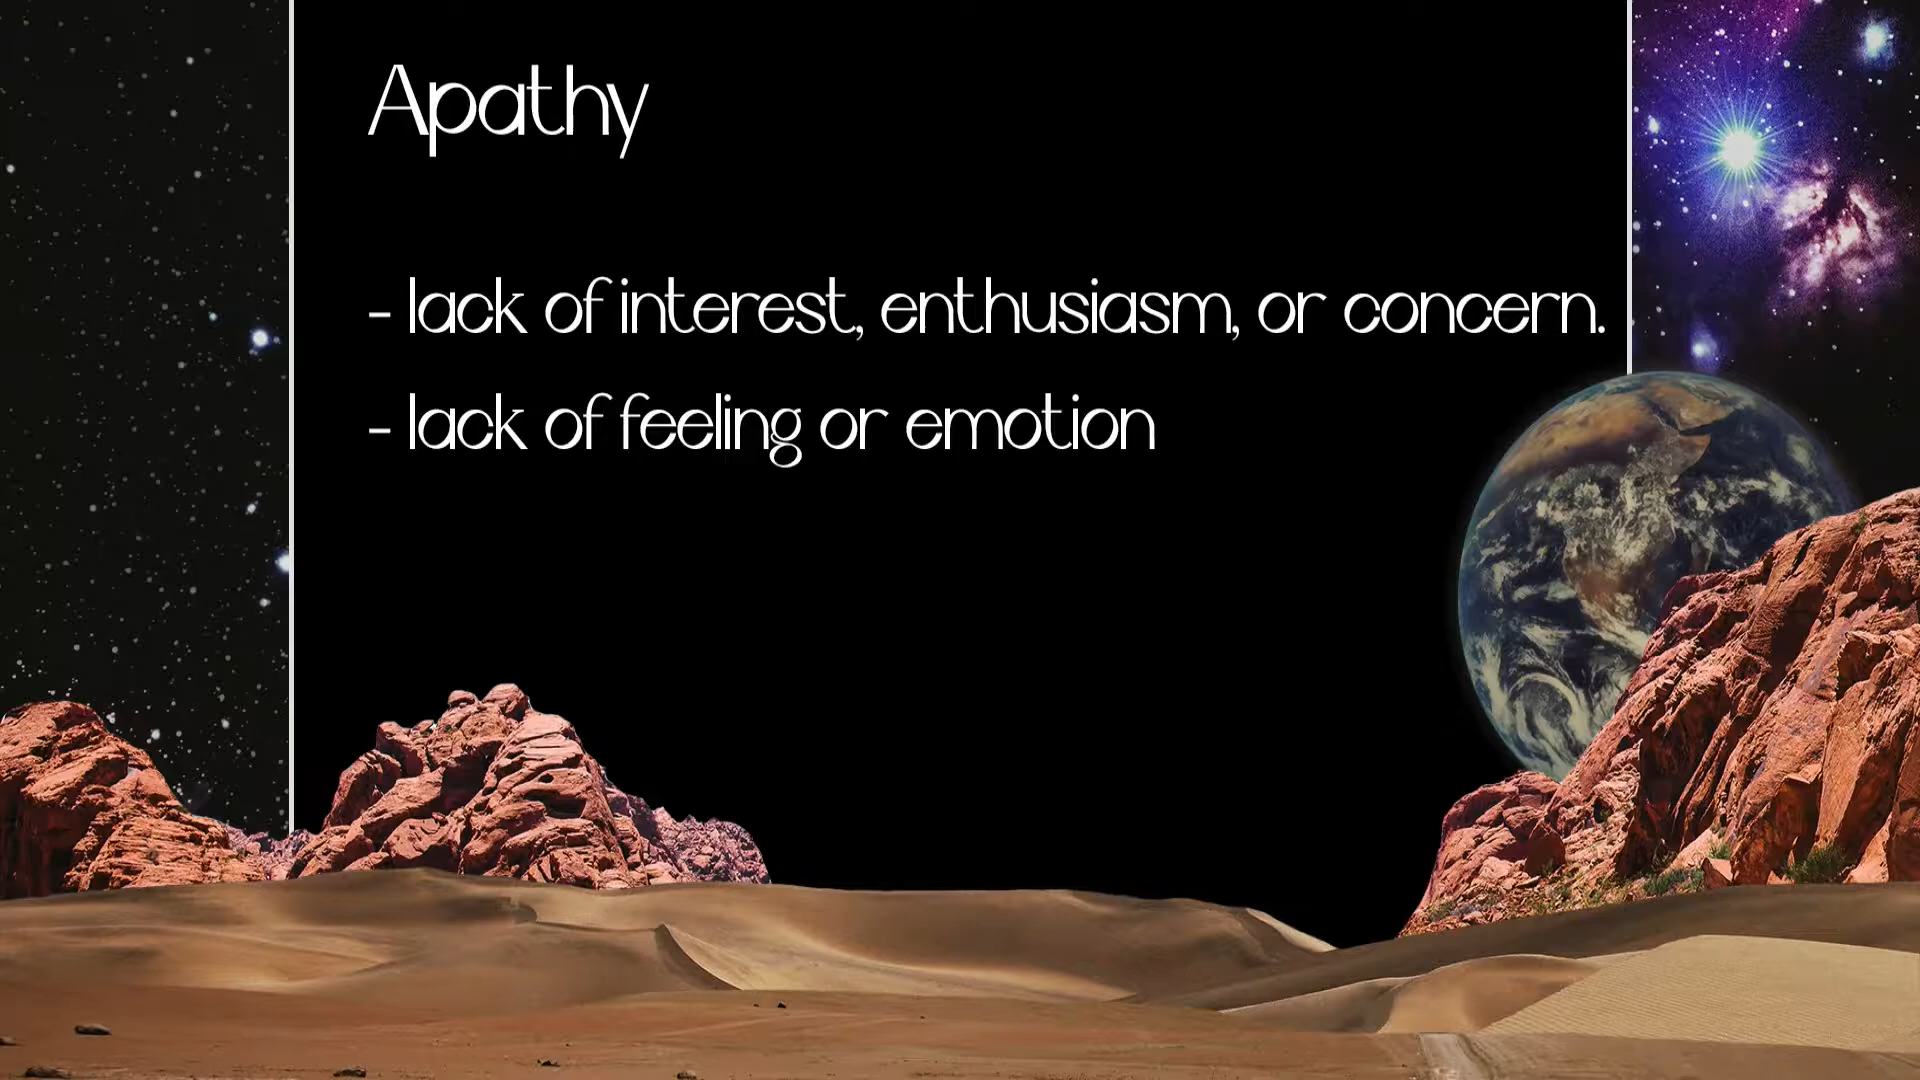 Apathy
- lack of interest, enthusiasm, or concern.
- lack of feeling or emotion